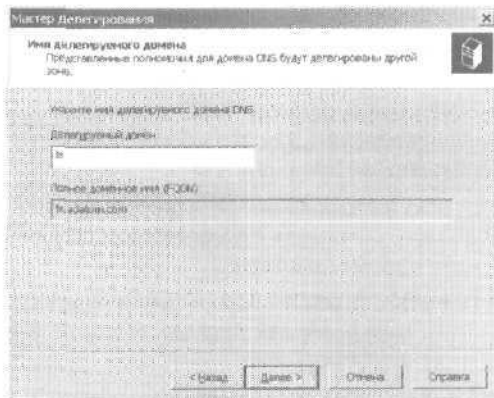 Мастер делегирования
Имя делегируемого домена
Представленные полномочия для домена DNS будут делегированы другой
зоне.
Укажите имя делегируемого домена DNS.
Делегируемый домен
Полное доменное имя (FQDN)
< Назад
Далее >
Отмена
Справка